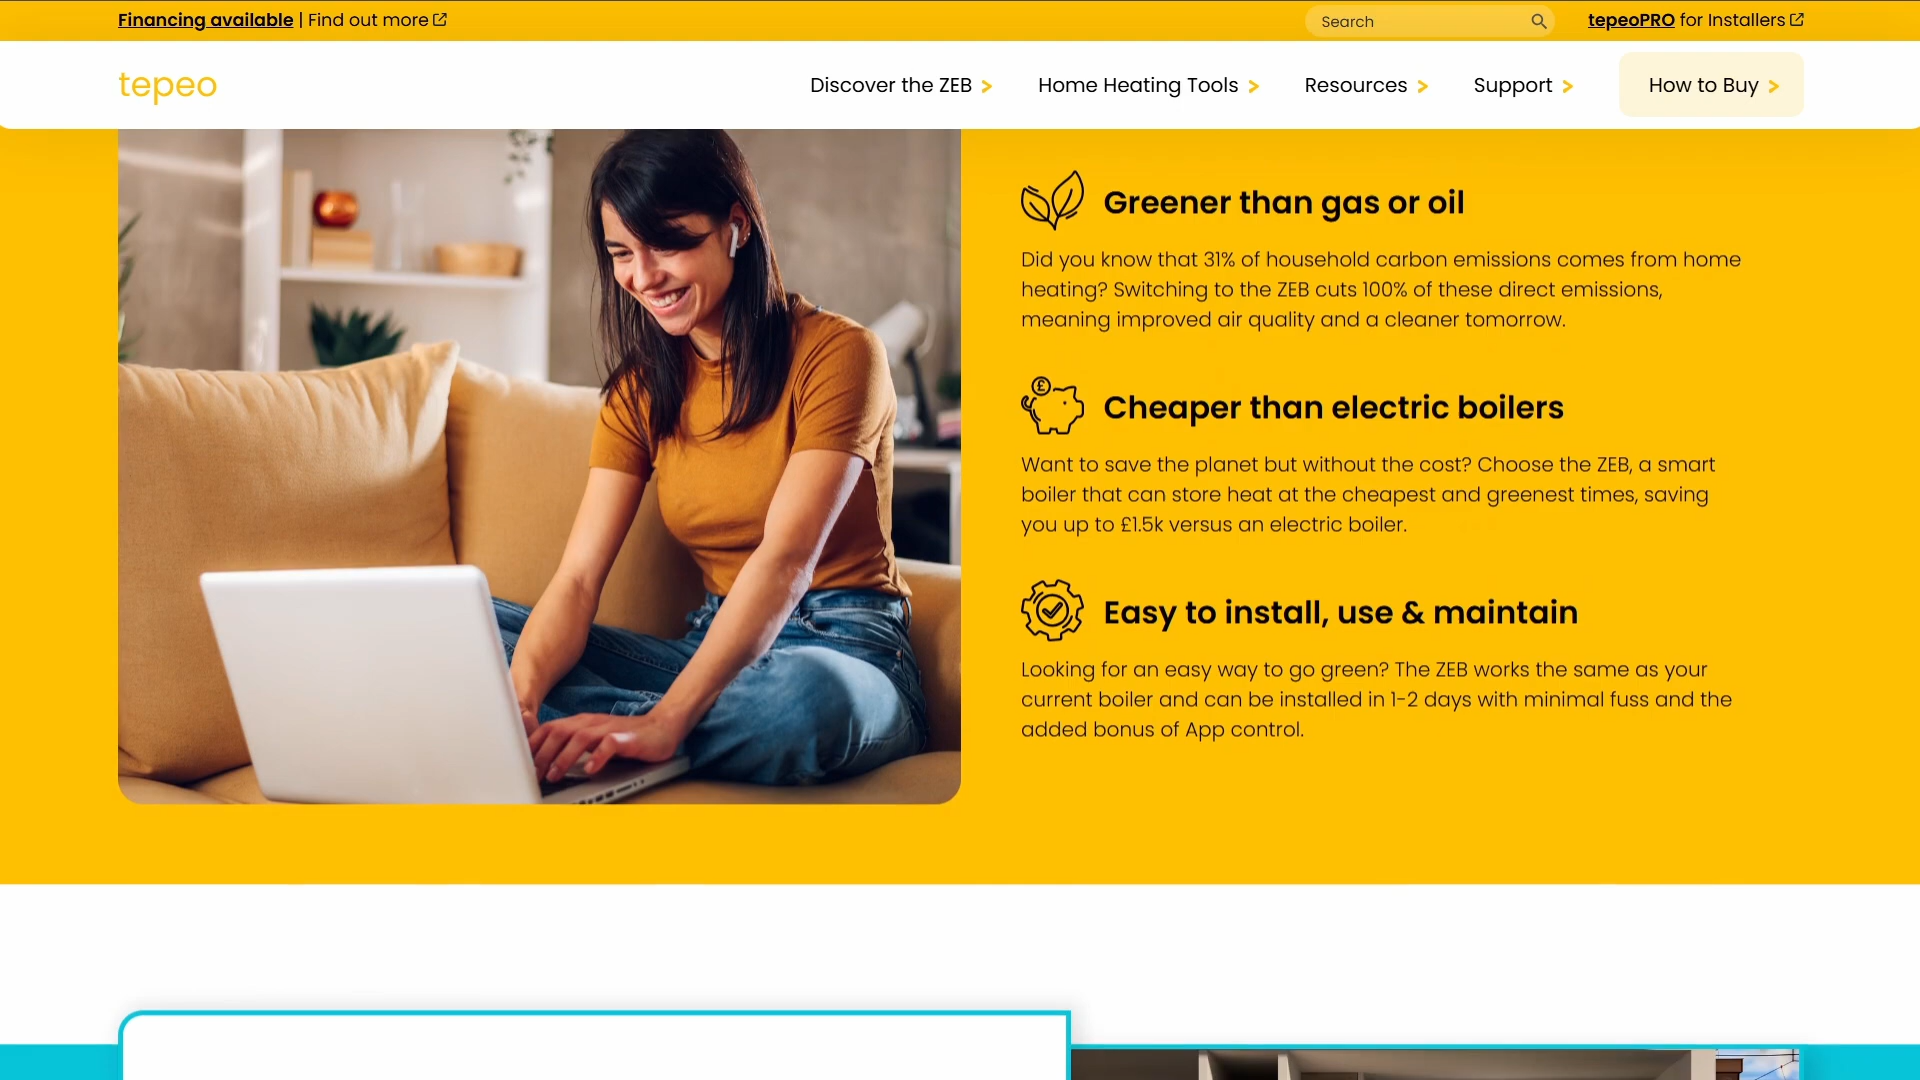 Financing available | Find out more
Search
tepeoPRO for Installers
tepeo
Discover the ZEB
Home Heating Tools
Resources
Support
How to Buy
Greener than gas or oil
Did you know that 31% of household carbon emissions comes from home
heating? Switching to the ZEB cuts 100% of these direct emissions,
meaning improved air quality and a cleaner tomorrow.
£
Cheaper than electric boilers
Want to save the planet but without the cost? Choose the ZEB, a smart
boiler that can store heat at the cheapest and greenest times, saving
you up to £1.5k versus an electric boiler.
Easy to install, use & maintain
Looking for an easy way to go green? The ZEB works the same as your
current boiler and can be installed in 1-2 days with minimal fuss and the
added bonus of App control.